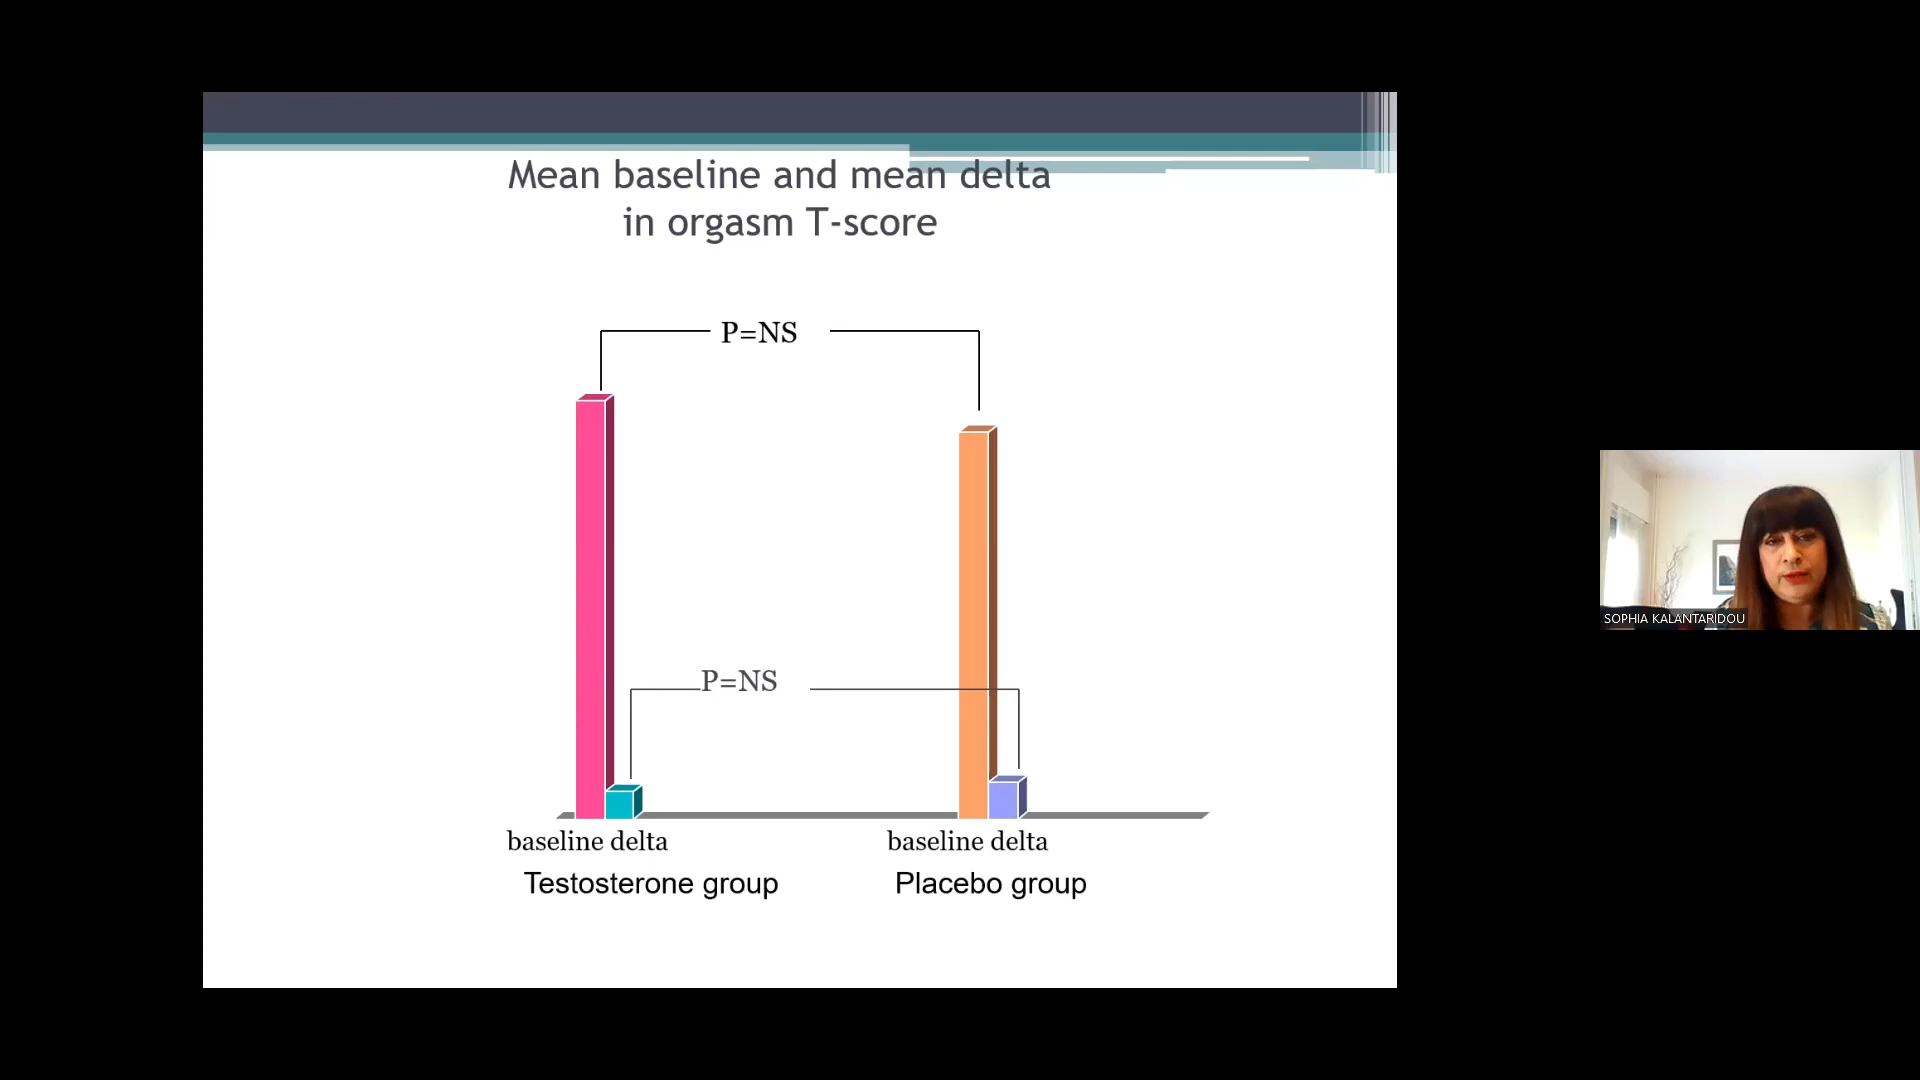 Mean baseline and mean delta
in orgasm T-score
P=NS
P=NS
baseline delta
baseline delta
Testosterone group
Placebo group
SOPHIA KALANTARIDOU